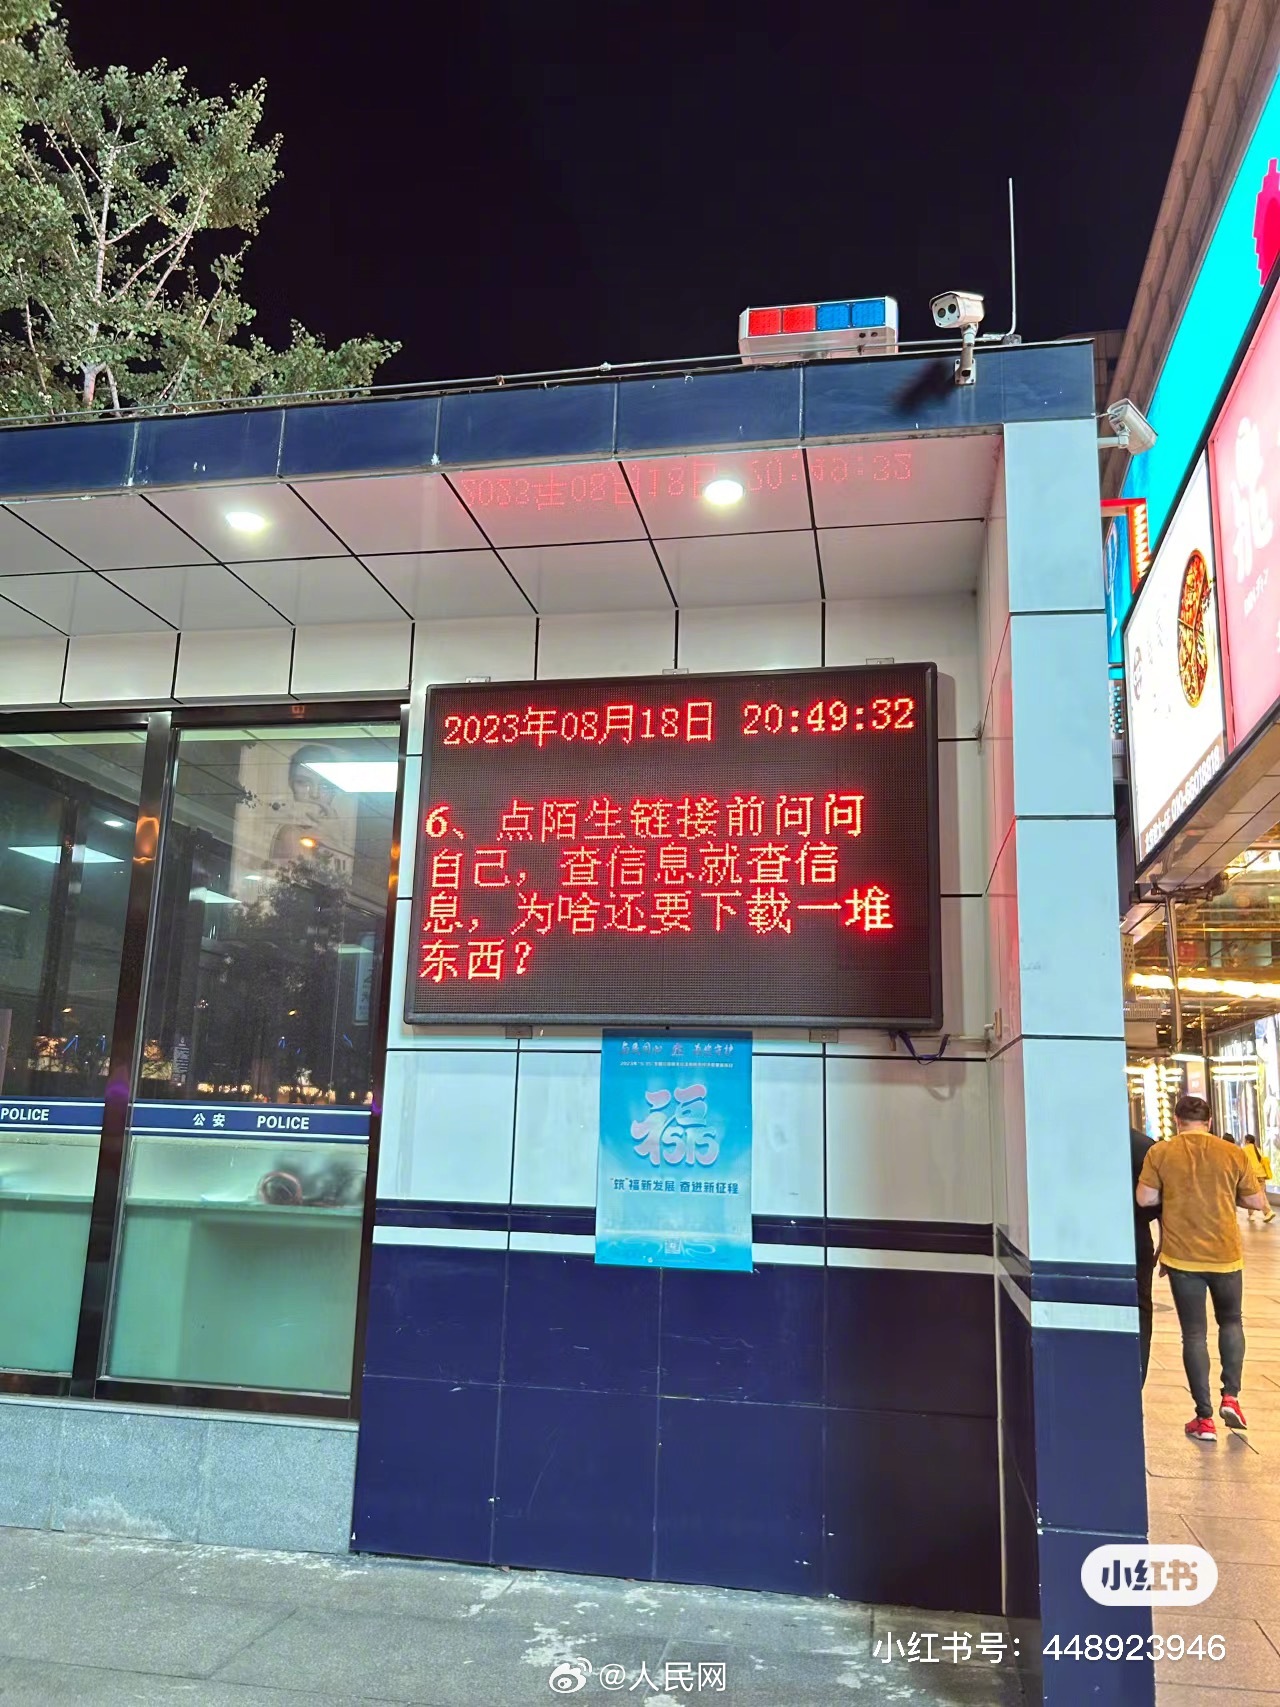 2023年08月18日 20:49:32
6、点陌生链接前问问
自己，查信息就查信
息，为啥还要下载一堆
东西？
POLICE
公安 POLICE
福
“筑”福新发展 奋进新征程
小红书
小红书号：448923946
@人民网